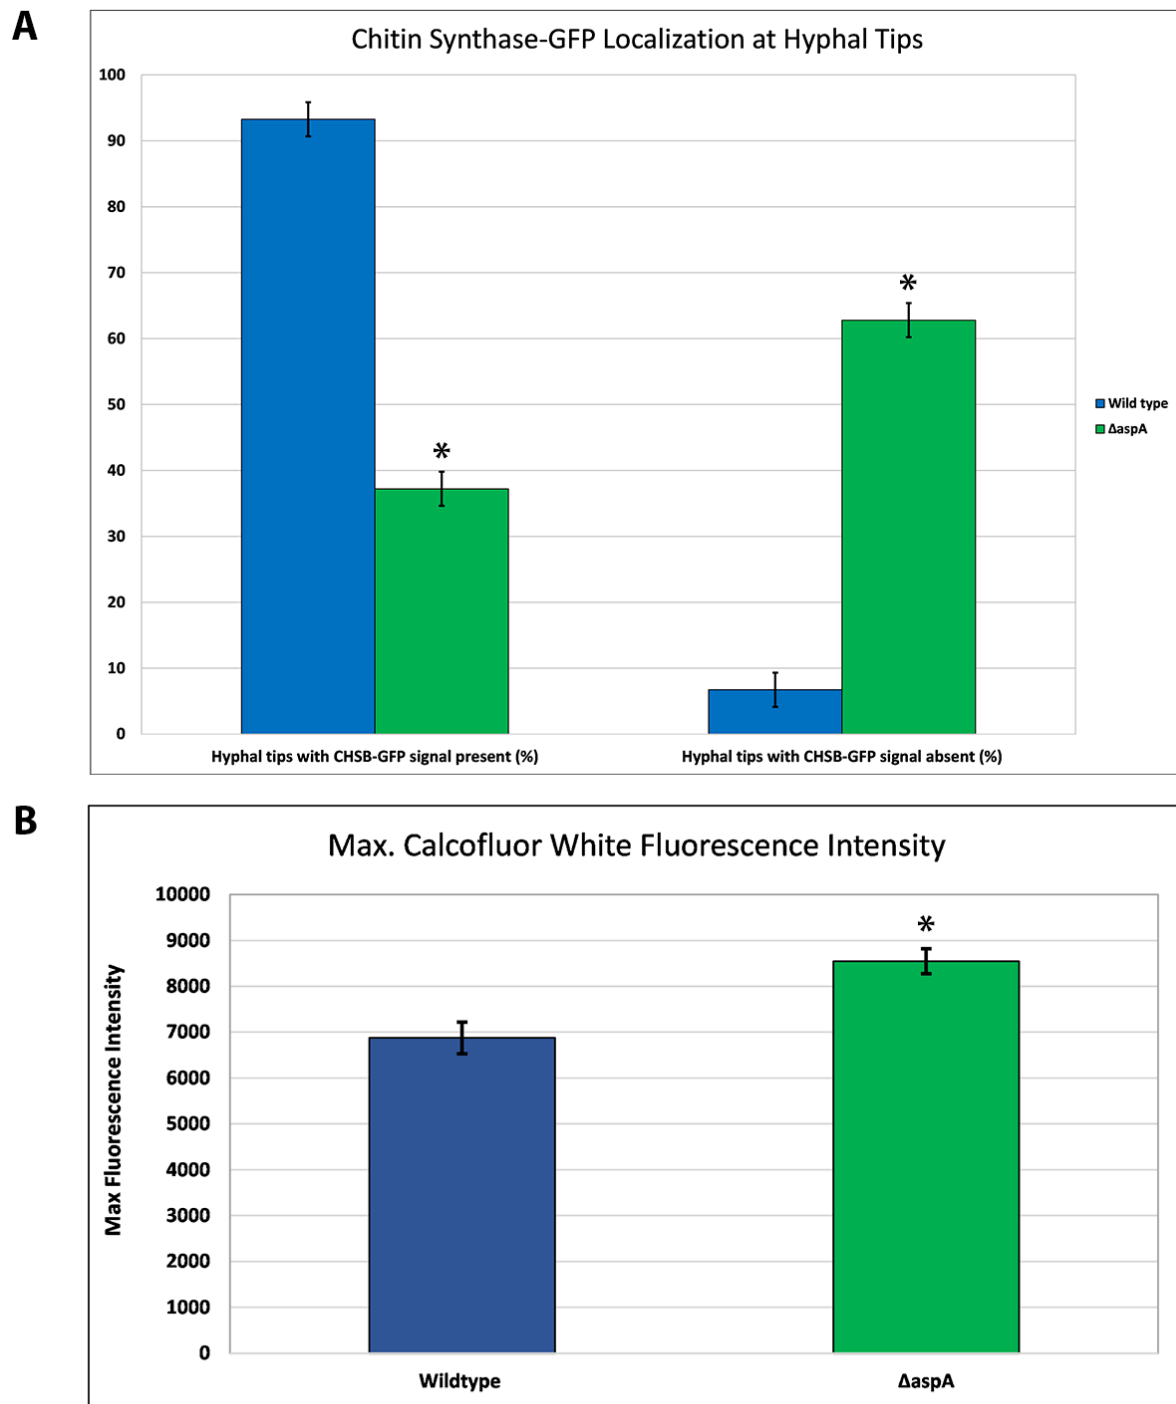 A
Chitin Synthase-GFP Localization at Hyphal Tips
100
90
80
70
60
50
40
30
20
10
0
*
*
Hyphal tips with CHSB-GFP signal present (%)
Hyphal tips with CHSB-GFP signal absent (%)
Wild type
ΔaspA
B
Max. Calcofluor White Fluorescence Intensity
Max Fluorescence Intensity
10000
9000
8000
7000
6000
5000
4000
3000
2000
1000
0
*
Wildtype
ΔaspA